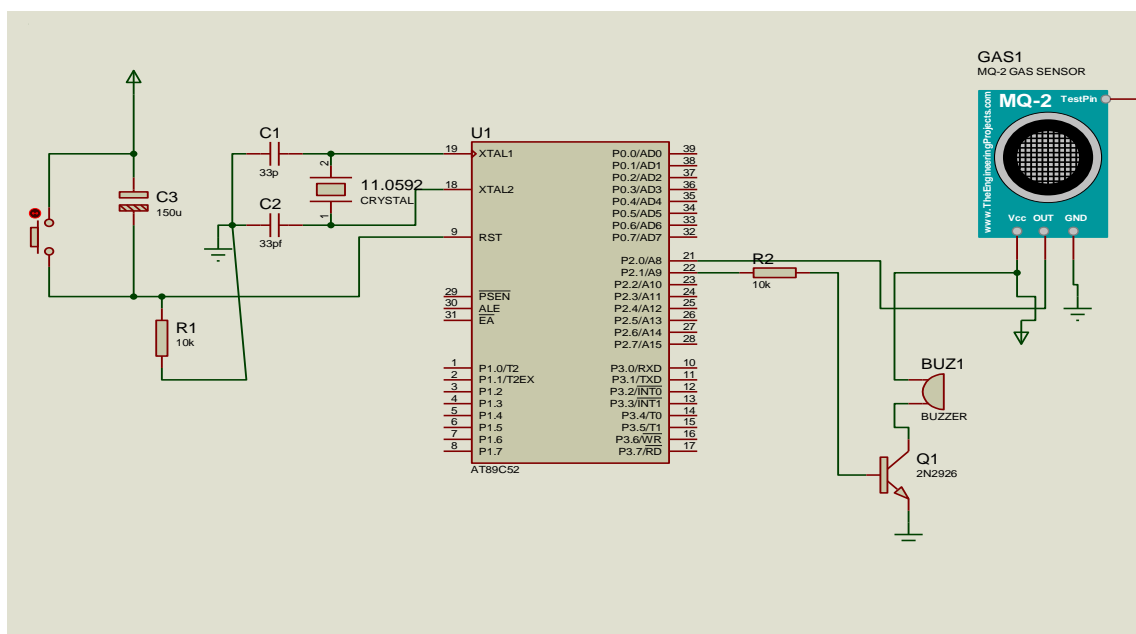 GAS1
MQ-2 GAS SENSOR
MQ-2
TestPin
www.TheEngineeringProjects.com
Vcc OUT GND
C1
33p
C2
33pf
2
1
11.0592
CRYSTAL
C3
150u
R1
10k
U1
19 XTAL1
18 XTAL2
9 RST
29 PSEN
30 ALE
31 EA
1 P1.0/T2
2 P1.1/T2EX
3 P1.2
4 P1.3
5 P1.4
6 P1.5
7 P1.6
8 P1.7
P0.0/AD0 39
P0.1/AD1 38
P0.2/AD2 37
P0.3/AD3 36
P0.4/AD4 35
P0.5/AD5 34
P0.6/AD6 33
P0.7/AD7 32
P2.0/A8 21
P2.1/A9 22
P2.2/A10 23
P2.3/A11 24
P2.4/A12 25
P2.5/A13 26
P2.6/A14 27
P2.7/A15 28
P3.0/RXD 10
P3.1/TXD 11
P3.2/INT0 12
P3.3/INT1 13
P3.4/T0 14
P3.5/T1 15
P3.6/WR 16
P3.7/RD 17
AT89C52
R2
10k
BUZ1
BUZZER
Q1
2N2926